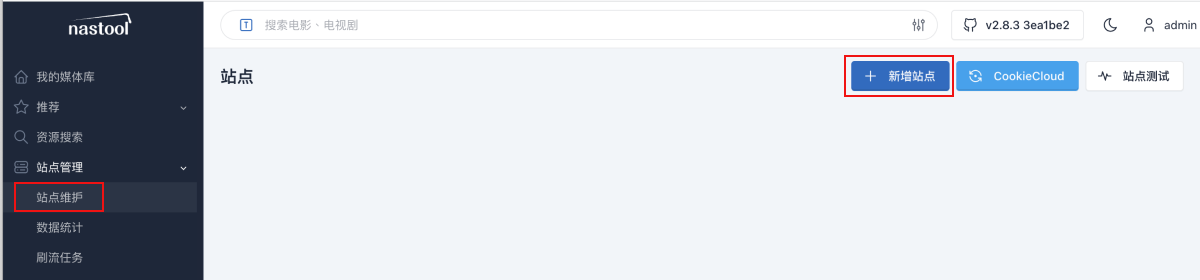 nastool
T 搜索电影、电视剧
v2.8.3 3ea1be2
admin
我的媒体库
推荐
资源搜索
站点管理
站点维护
数据统计
刷流任务
站点
新增站点
CookieCloud
站点测试